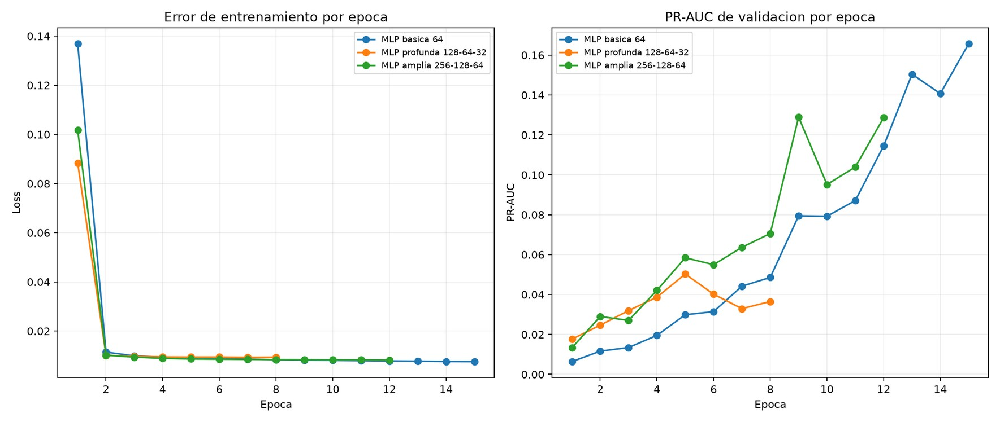 Error de entrenamiento por epoca
MLP basica 64
MLP profunda 128-64-32
MLP amplia 256-128-64
Loss
0.14
0.12
0.10
0.08
0.06
0.04
0.02
2 4 6 8 10 12 14
Epoca
PR-AUC de validacion por epoca
MLP basica 64
MLP profunda 128-64-32
MLP amplia 256-128-64
PR-AUC
0.16
0.14
0.12
0.10
0.08
0.06
0.04
0.02
0.00
2 4 6 8 10 12 14
Epoca